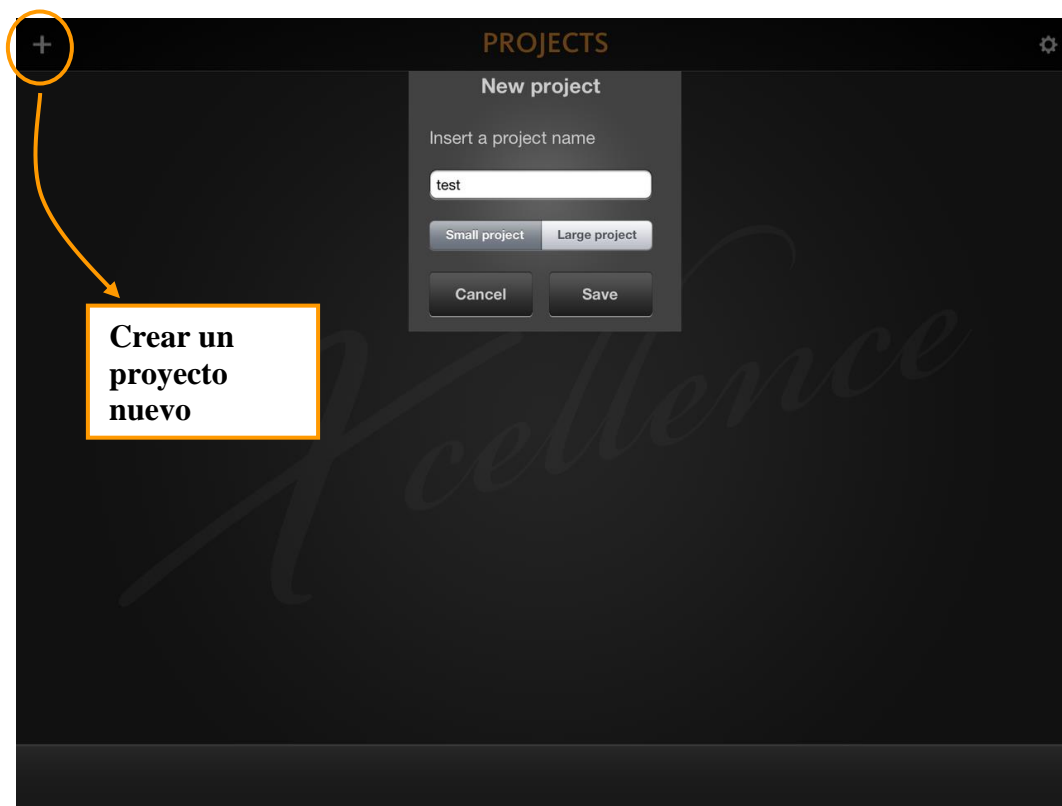 +
PROJECTS
New project
Insert a project name
test
Small project Large project
Cancel Save
Crear un
proyecto
nuevo
Xcellence